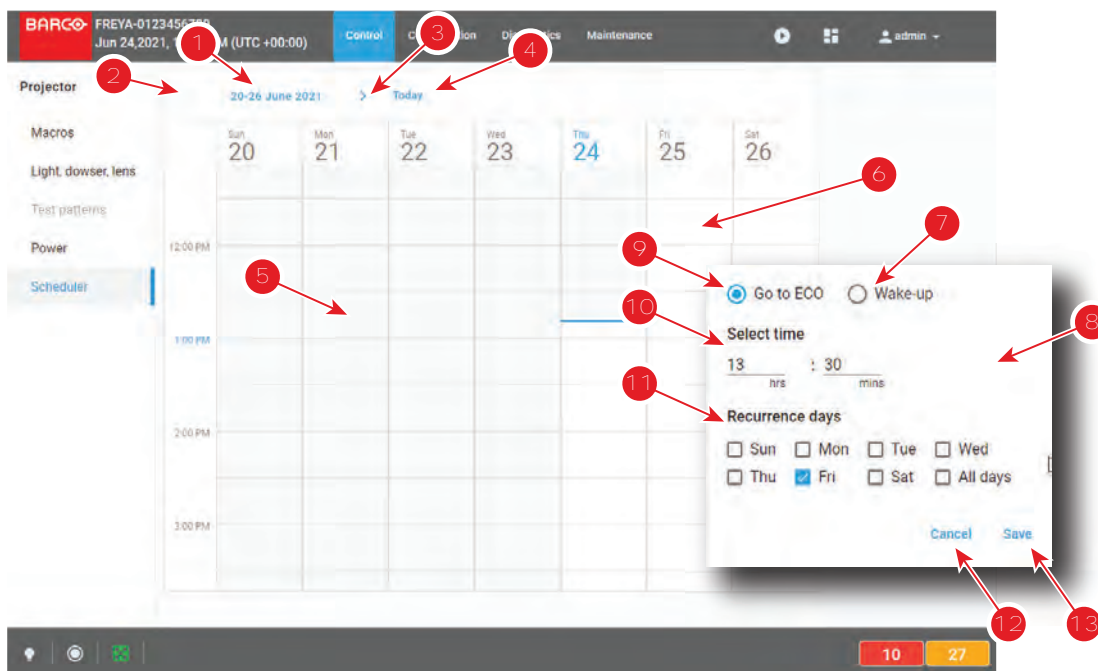 BARCO FREYA-0123456789
Jun 24,2021, 1 M (UTC +00:00)
Control
Maintenance
admin
1
2
3
4
Projector
20-26 June 2021
Today
Macros
Light, dowser, lens
Test patterns
Power
Scheduler
Sun Mon Tue Wed Thu Fri Sat
20 21 22 23 24 25 26
12:00 PM
1:00 PM
2:00 PM
3:00 PM
5
6
7
8
9
10
11
Go to ECO Wake-up
Select time
13 : 30
hrs mins
Recurrence days
Sun Mon Tue Wed
Thu Fri Sat All days
Cancel Save
12 13
10 27